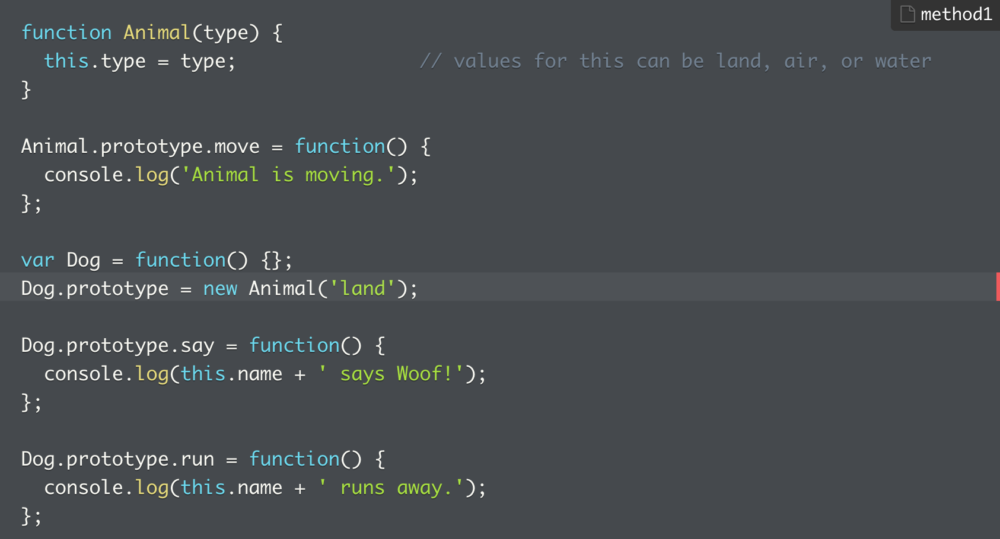 method1
function Animal(type) {
  this.type = type;                // values for this can be land, air, or water
}
Animal.prototype.move = function() {
  console.log('Animal is moving.');
};
var Dog = function() {};
Dog.prototype = new Animal('land');
Dog.prototype.say = function() {
  console.log(this.name + ' says Woof!');
};
Dog.prototype.run = function() {
  console.log(this.name + ' runs away.');
};